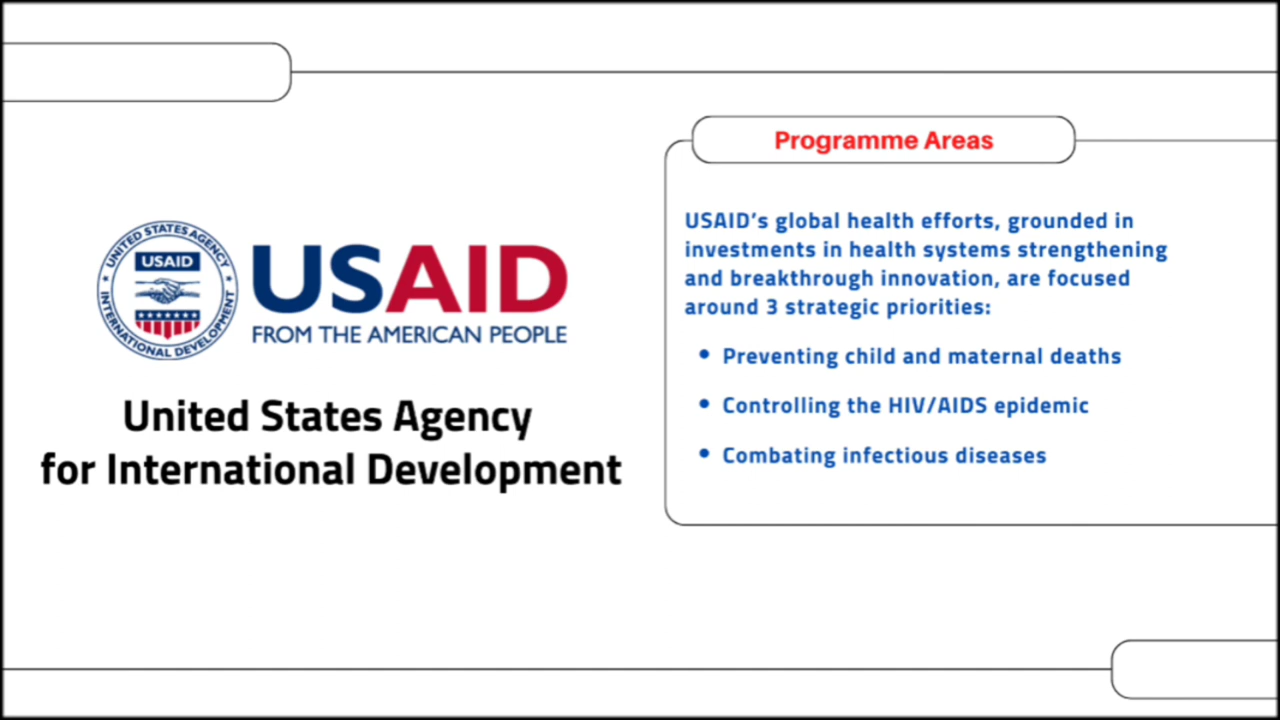 UNITED STATES AGENCY
USAID
INTERNATIONAL DEVELOPMENT
USAID
FROM THE AMERICAN PEOPLE
United States Agency
for International Development
Programme Areas
USAID’s global health efforts, grounded in
investments in health systems strengthening
and breakthrough innovation, are focused
around 3 strategic priorities:
• Preventing child and maternal deaths
• Controlling the HIV/AIDS epidemic
• Combating infectious diseases